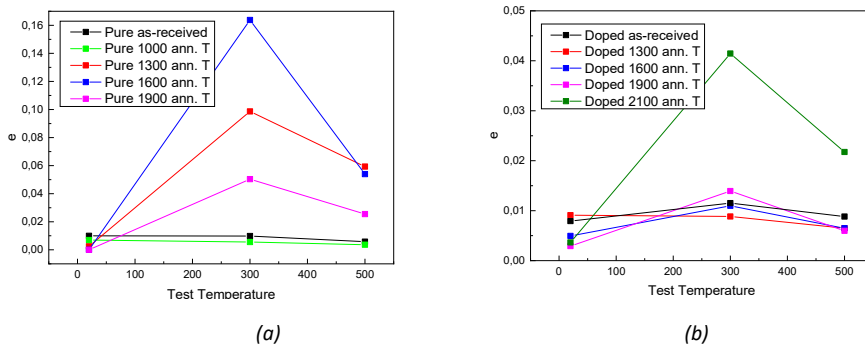 0,16
0,14
0,12
0,10
0,08
0,06
0,04
0,02
0,00
e
Pure as-received
Pure 1000 ann. T
Pure 1300 ann. T
Pure 1600 ann. T
Pure 1900 ann. T
0 100 200 300 400 500
Test Temperature
(a)
0,05
0,04
0,03
0,02
0,01
0,00
e
Doped as-received
Doped 1300 ann. T
Doped 1600 ann. T
Doped 1900 ann. T
Doped 2100 ann. T
0 100 200 300 400 500
Test Temperature
(b)